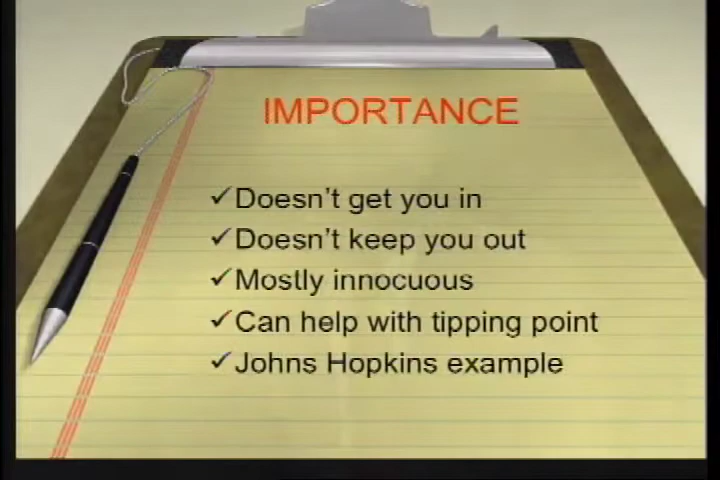 IMPORTANCE
✓Doesn't get you in
✓Doesn't keep you out
✓Mostly innocuous
✓Can help with tipping point
✓Johns Hopkins example